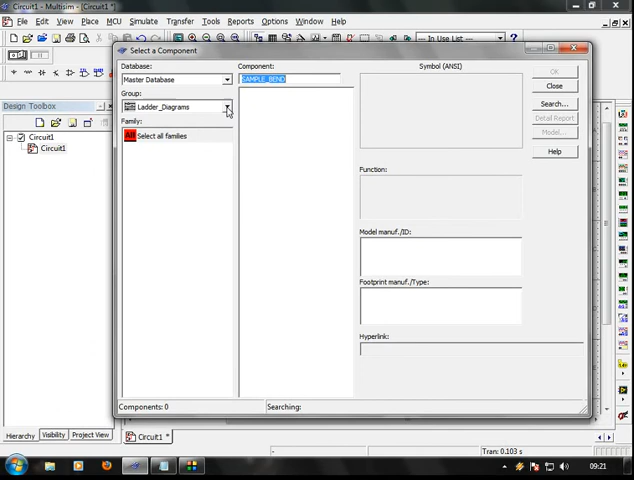 Circuit1 - Multisim
File Edit View Place MCU Simulate Transfer Tools Reports Options Window Help
--- In Use List ---
Select a Component
Database:
Master Database
Group:
Ladder_Diagrams
Family:
All Select all families
Component:
SAMPLE_BEND
Symbol (ANSI)
Function:
Model manuf./ID:
Footprint manuf./Type:
Hyperlink:
OK
Close
Search...
Detail Report
Model...
Help
Components: 0
Searching:
Design Toolbox
Circuit1
Circuit1
Hierarchy Visibility Project View
Circuit1 *
-
Tran: 0.103 s
09:21